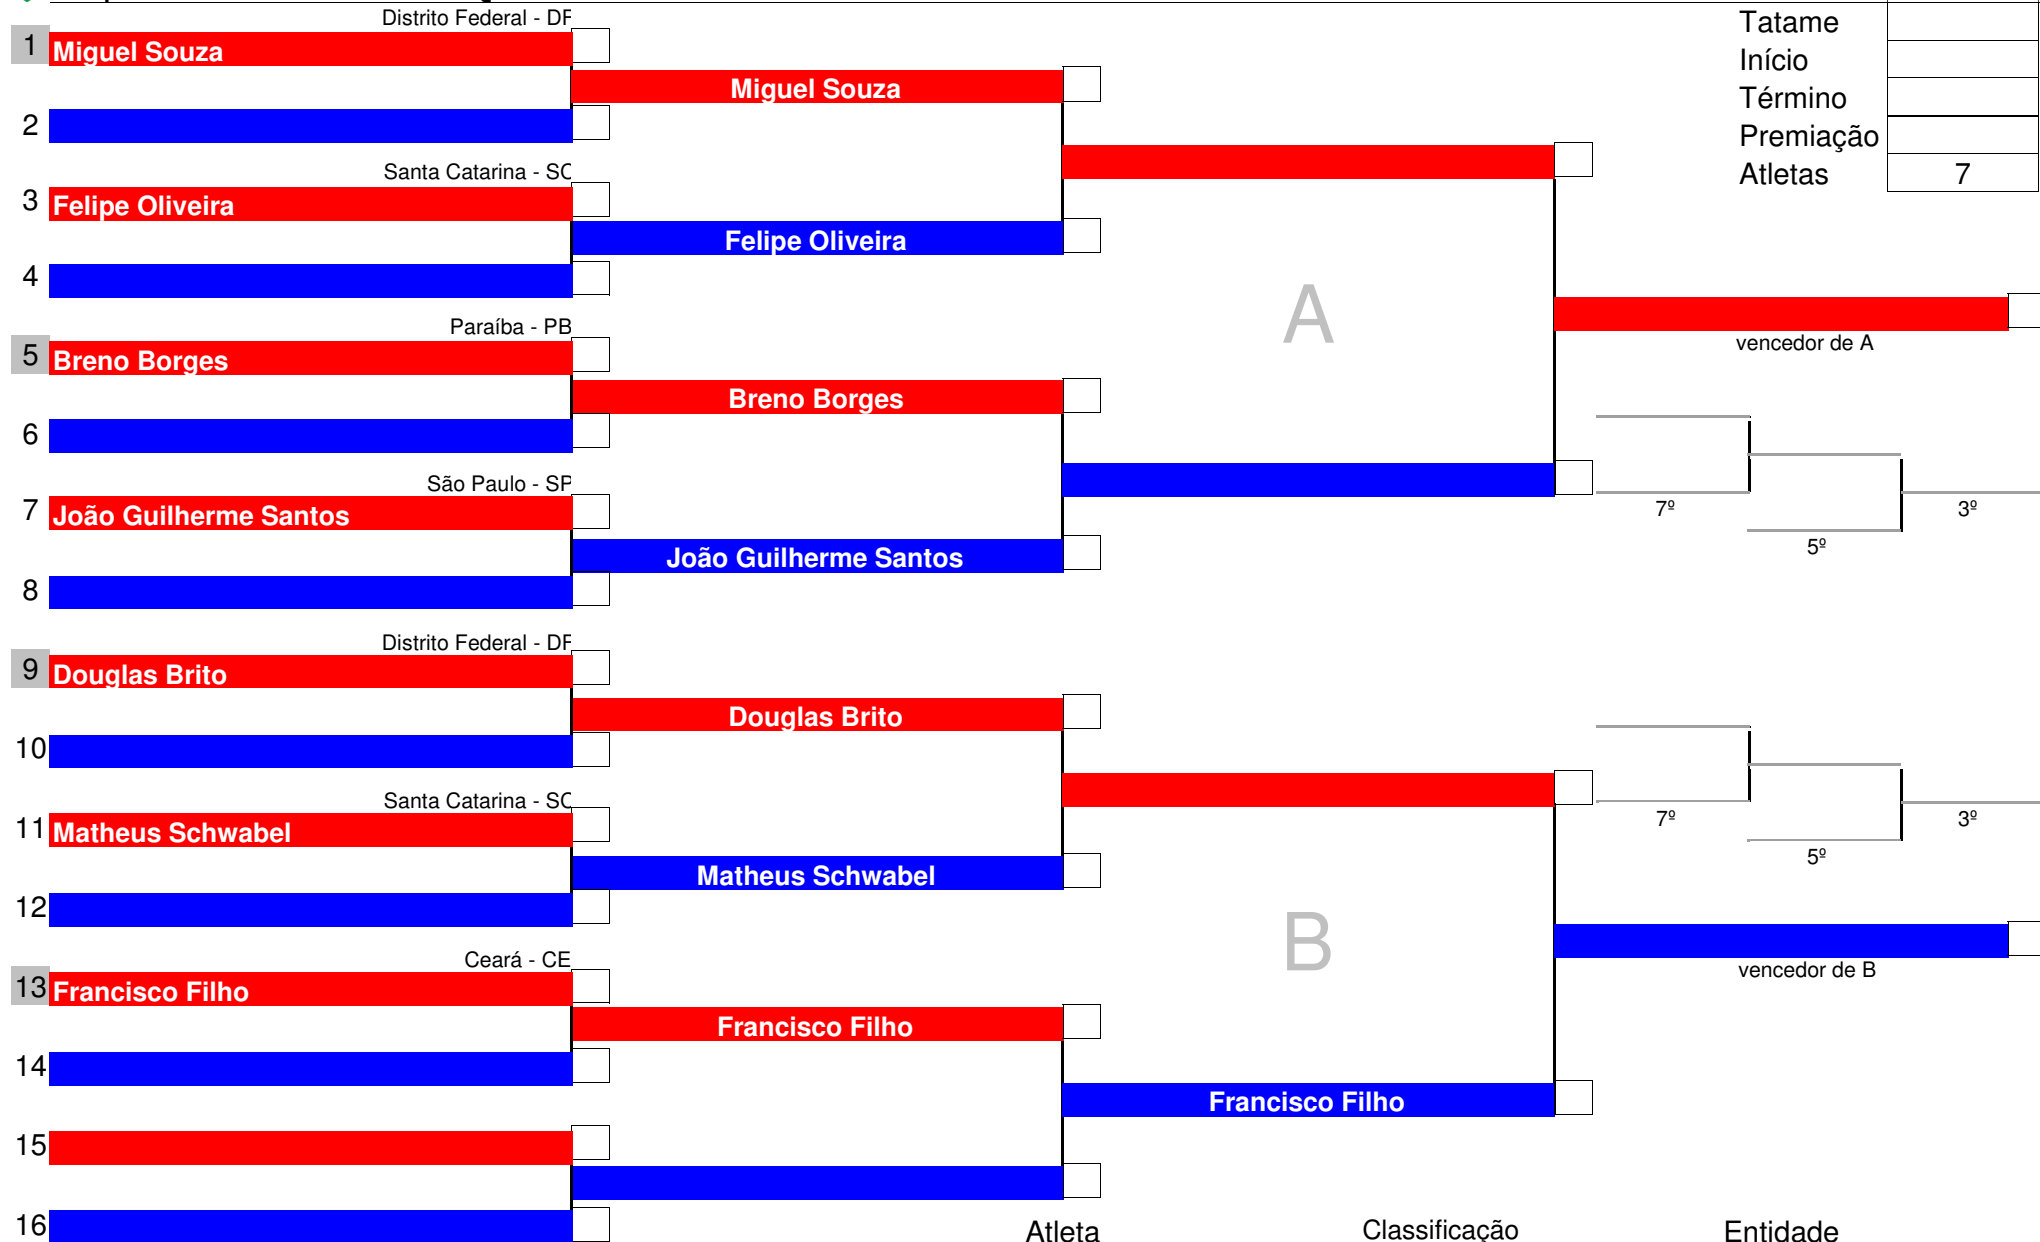 Distrito Federal - DF
1 Miguel Souza
Miguel Souza
2
Santa Catarina - SC
3 Felipe Oliveira
Felipe Oliveira
4
Paraíba - PB
5 Breno Borges
Breno Borges
6
São Paulo - SP
7 João Guilherme Santos
João Guilherme Santos
8
Distrito Federal - DF
9 Douglas Brito
Douglas Brito
10
Santa Catarina - SC
11 Matheus Schwabel
Matheus Schwabel
12
Ceará - CE
13 Francisco Filho
Francisco Filho
14
Francisco Filho
15
16
A
B
Tatame
Início
Término
Premiação
Atletas 7
vencedor de A
7º
3º
5º
7º
3º
5º
vencedor de B
Atleta Classificação Entidade